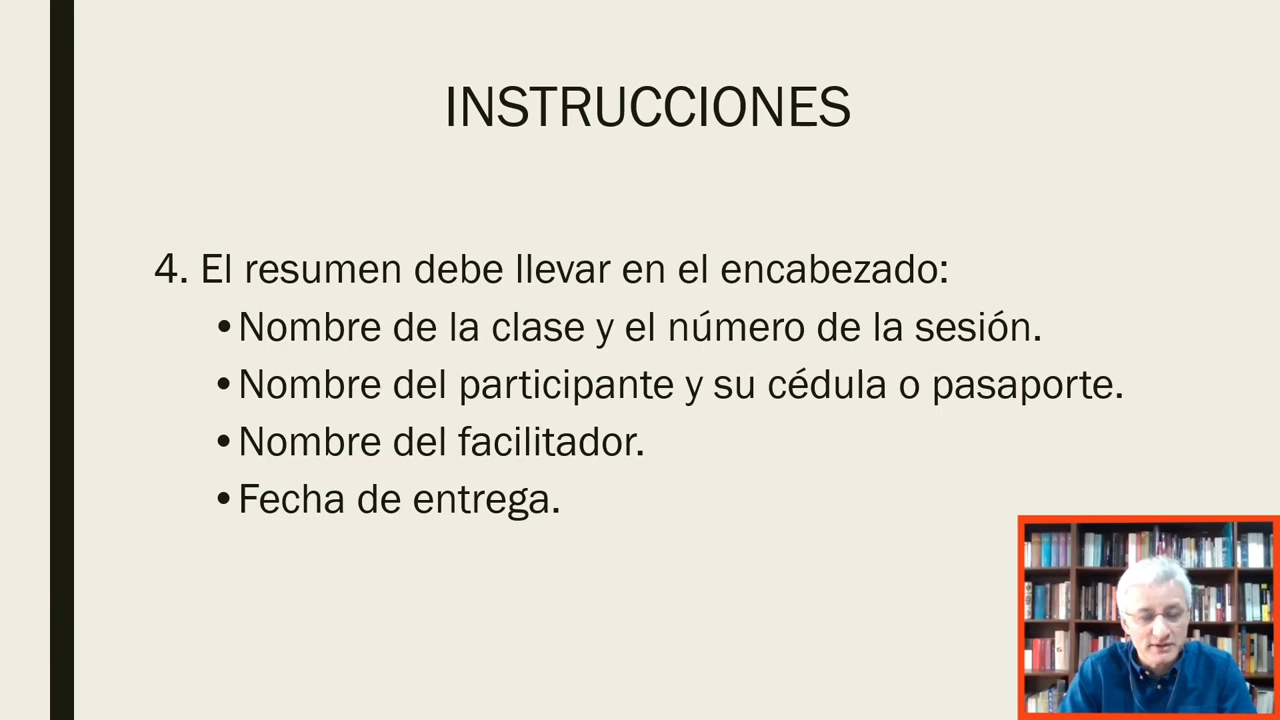 INSTRUCCIONES
4. El resumen debe llevar en el encabezado:
•Nombre de la clase y el número de la sesión.
•Nombre del participante y su cédula o pasaporte.
•Nombre del facilitador.
•Fecha de entrega.